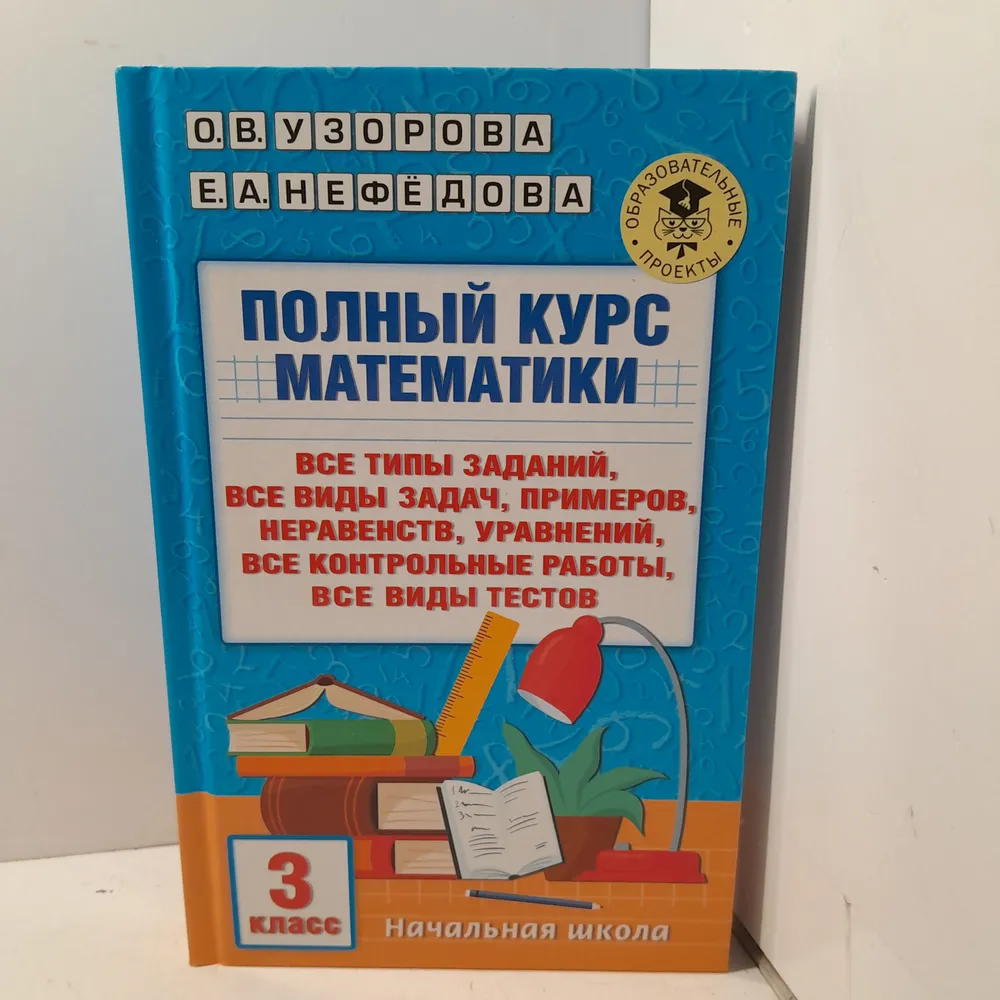 О.В. УЗОРОВА
Е.А. НЕФЁДОВА
ОБРАЗОВАТЕЛЬНЫЕ
• ПРОЕКТЫ •
ПОЛНЫЙ КУРС
МАТЕМАТИКИ
ВСЕ ТИПЫ ЗАДАНИЙ,
ВСЕ ВИДЫ ЗАДАЧ, ПРИМЕРОВ,
НЕРАВЕНСТВ, УРАВНЕНИЙ,
ВСЕ КОНТРОЛЬНЫЕ РАБОТЫ,
ВСЕ ВИДЫ ТЕСТОВ
3
класс
Начальная школа